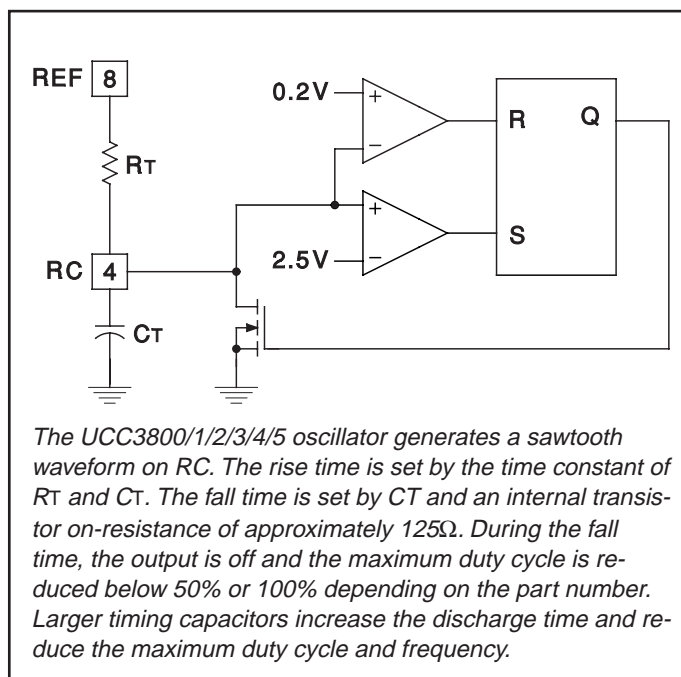 REF 8
0.2V
+
−
R Q
RT
+
−
S
2.5V
RC 4
CT
The UCC3800/1/2/3/4/5 oscillator generates a sawtooth
waveform on RC. The rise time is set by the time constant of
RT and CT. The fall time is set by CT and an internal transis-
tor on-resistance of approximately 125Ω. During the fall
time, the output is off and the maximum duty cycle is re-
duced below 50% or 100% depending on the part number.
Larger timing capacitors increase the discharge time and re-
duce the maximum duty cycle and frequency.